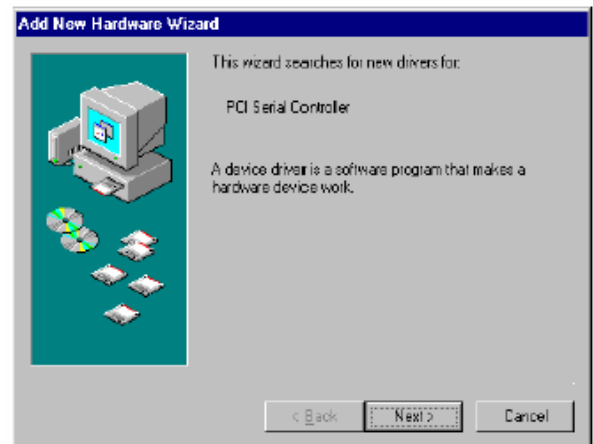 Add New Hardware Wizard
This wizard searches for new drivers for:
PCI Serial Controller
A device driver is a software program that makes a
hardware device work.
< Back
Next >
Cancel